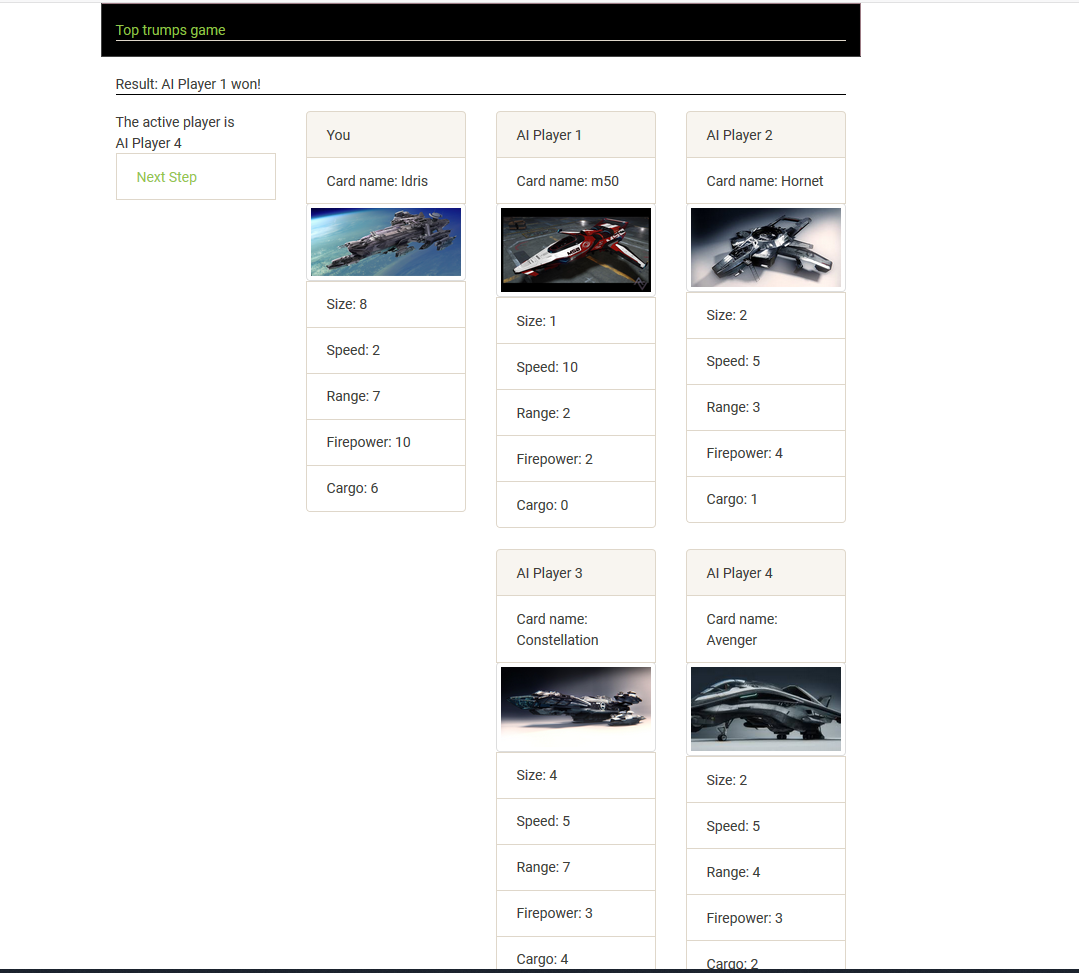 Top trumps game
Result: AI Player 1 won!
The active player is
AI Player 4
Next Step
You
Card name: Idris
Size: 8
Speed: 2
Range: 7
Firepower: 10
Cargo: 6
AI Player 1
Card name: m50
Size: 1
Speed: 10
Range: 2
Firepower: 2
Cargo: 0
AI Player 2
Card name: Hornet
Size: 2
Speed: 5
Range: 3
Firepower: 4
Cargo: 1
AI Player 3
Card name:
Constellation
Size: 4
Speed: 5
Range: 7
Firepower: 3
Cargo: 4
AI Player 4
Card name:
Avenger
Size: 2
Speed: 5
Range: 4
Firepower: 3
Cargo: 2